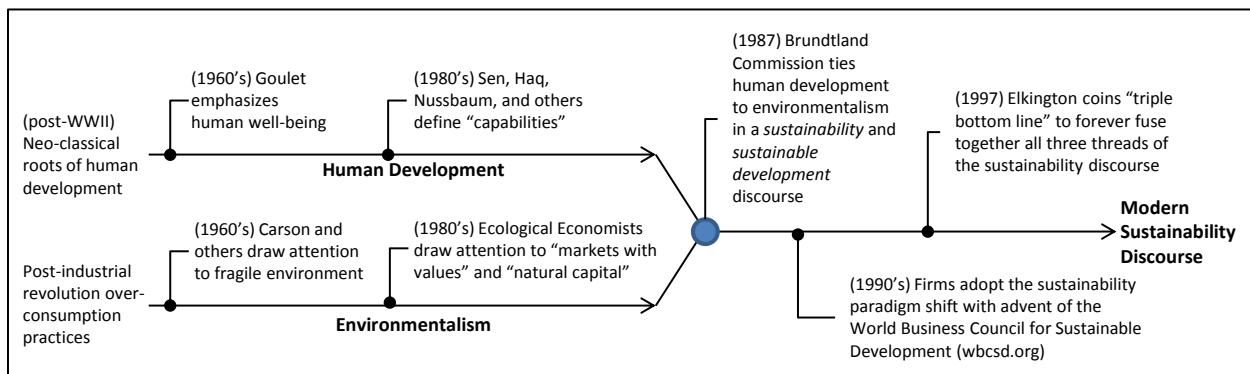 (post-WWII)
Neo-classical
roots of human
development
(1960’s) Goulet
emphasizes
human well-being
(1980’s) Sen, Haq,
Nussbaum, and others
define “capabilities”
Human Development
Post-industrial
revolution over-
consumption
practices
(1960’s) Carson and
others draw attention
to fragile environment
(1980’s) Ecological Economists
draw attention to “markets with
values” and “natural capital”
Environmentalism
(1987) Brundtland
Commission ties
human development
to environmentalism
in a sustainability and
sustainable
development
discourse
(1990’s) Firms adopt the sustainability
paradigm shift with advent of the
World Business Council for Sustainable
Development (wbcsd.org)
(1997) Elkington coins “triple
bottom line” to forever fuse
together all three threads of
the sustainability discourse
Modern
Sustainability
Discourse